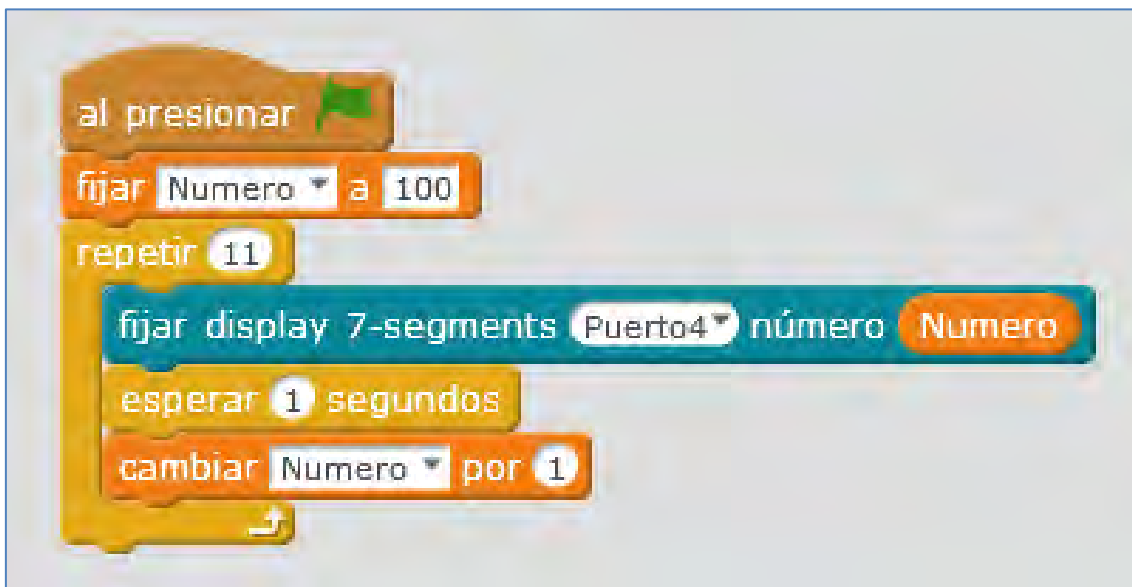 al presionar
fijar Numero a 100
repetir 11
fijar display 7-segments Puerto4 número Numero
esperar 1 segundos
cambiar Numero por 1